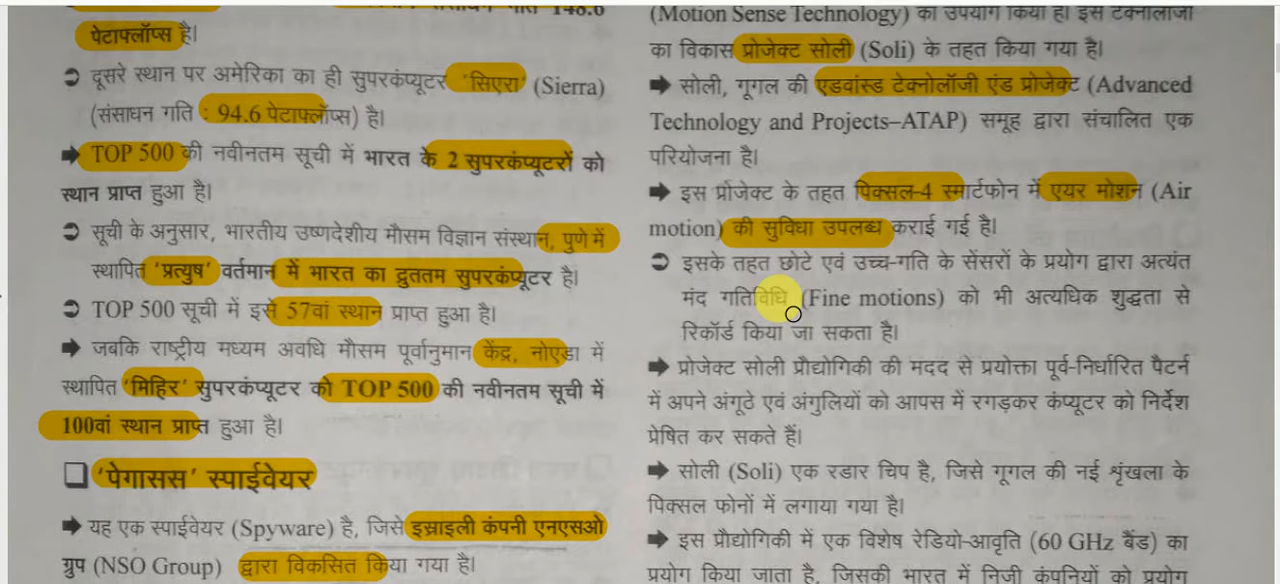 148.6
पेटाफ्लॉप्स है।
➲ दूसरे स्थान पर अमेरिका का ही सुपरकंप्यूटर 'सिएरा' (Sierra)
(संसाधन गति : 94.6 पेटाफ्लॉप्स) है।
➡ TOP 500 की नवीनतम सूची में भारत के 2 सुपरकंप्यूटरों को
स्थान प्राप्त हुआ है।
➲ सूची के अनुसार, भारतीय उष्णदेशीय मौसम विज्ञान संस्थान, पुणे में
स्थापित 'प्रत्युष' वर्तमान में भारत का द्रुततम सुपरकंप्यूटर है।
➲ TOP 500 सूची में इसे 57वां स्थान प्राप्त हुआ है।
➡ जबकि राष्ट्रीय मध्यम अवधि मौसम पूर्वानुमान केंद्र, नोएडा में
स्थापित 'मिहिर' सुपरकंप्यूटर को TOP 500 की नवीनतम सूची में
100वां स्थान प्राप्त हुआ है।
❑ 'पेगासस' स्पाईवेयर
➡ यह एक स्पाईवेयर (Spyware) है, जिसे इस्राइली कंपनी एनएसओ
ग्रुप (NSO Group) द्वारा विकसित किया गया है।
(Motion Sense Technology) का उपयोग किया है। इस टेक्नोलॉजी
का विकास प्रोजेक्ट सोली (Soli) के तहत किया गया है।
➡ सोली, गूगल की एडवांस्ड टेक्नोलॉजी एंड प्रोजेक्ट (Advanced
Technology and Projects–ATAP) समूह द्वारा संचालित एक
परियोजना है।
➡ इस प्रोजेक्ट के तहत पिक्सल-4 स्मार्टफोन में एयर मोशन (Air
motion) की सुविधा उपलब्ध कराई गई है।
➲ इसके तहत छोटे एवं उच्च-गति के सेंसरों के प्रयोग द्वारा अत्यंत
मंद गतिविधि (Fine motions) को भी अत्यधिक शुद्धता से
रिकॉर्ड किया जा सकता है।
➡ प्रोजेक्ट सोली प्रौद्योगिकी की मदद से प्रयोक्ता पूर्व-निर्धारित पैटर्न
में अपने अंगूठे एवं अंगुलियों को आपस में रगड़कर कंप्यूटर को निर्देश
प्रेषित कर सकते हैं।
➡ सोली (Soli) एक रडार चिप है, जिसे गूगल की नई शृंखला के
पिक्सल फोनों में लगाया गया है।
➡ इस प्रौद्योगिकी में एक विशेष रेडियो-आवृति (60 GHz बैंड) का
प्रयोग किया जाता है, जिसकी भारत में निजी कंपनियों को प्रयोग